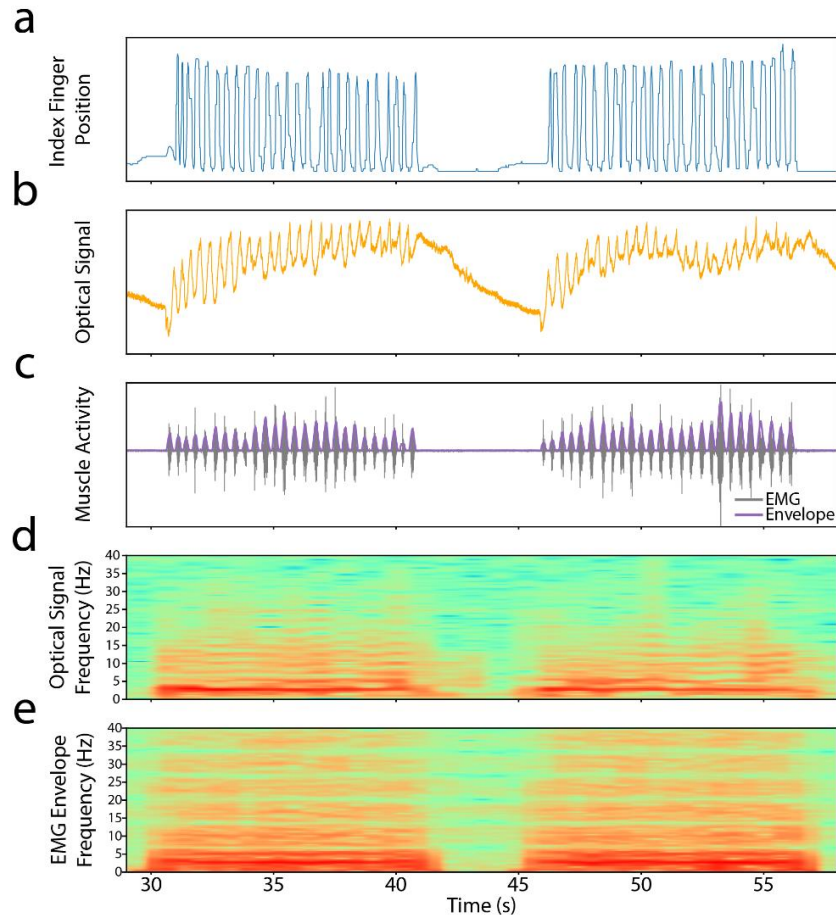 a
Index Finger
Position
b
Optical Signal
c
Muscle Activity
EMG
Envelope
d
Optical Signal
Frequency (Hz)
40
35
30
25
20
15
10
5
0
e
EMG Envelope
Frequency (Hz)
40
35
30
25
20
15
10
5
0
30 35 40 45 50 55
Time (s)